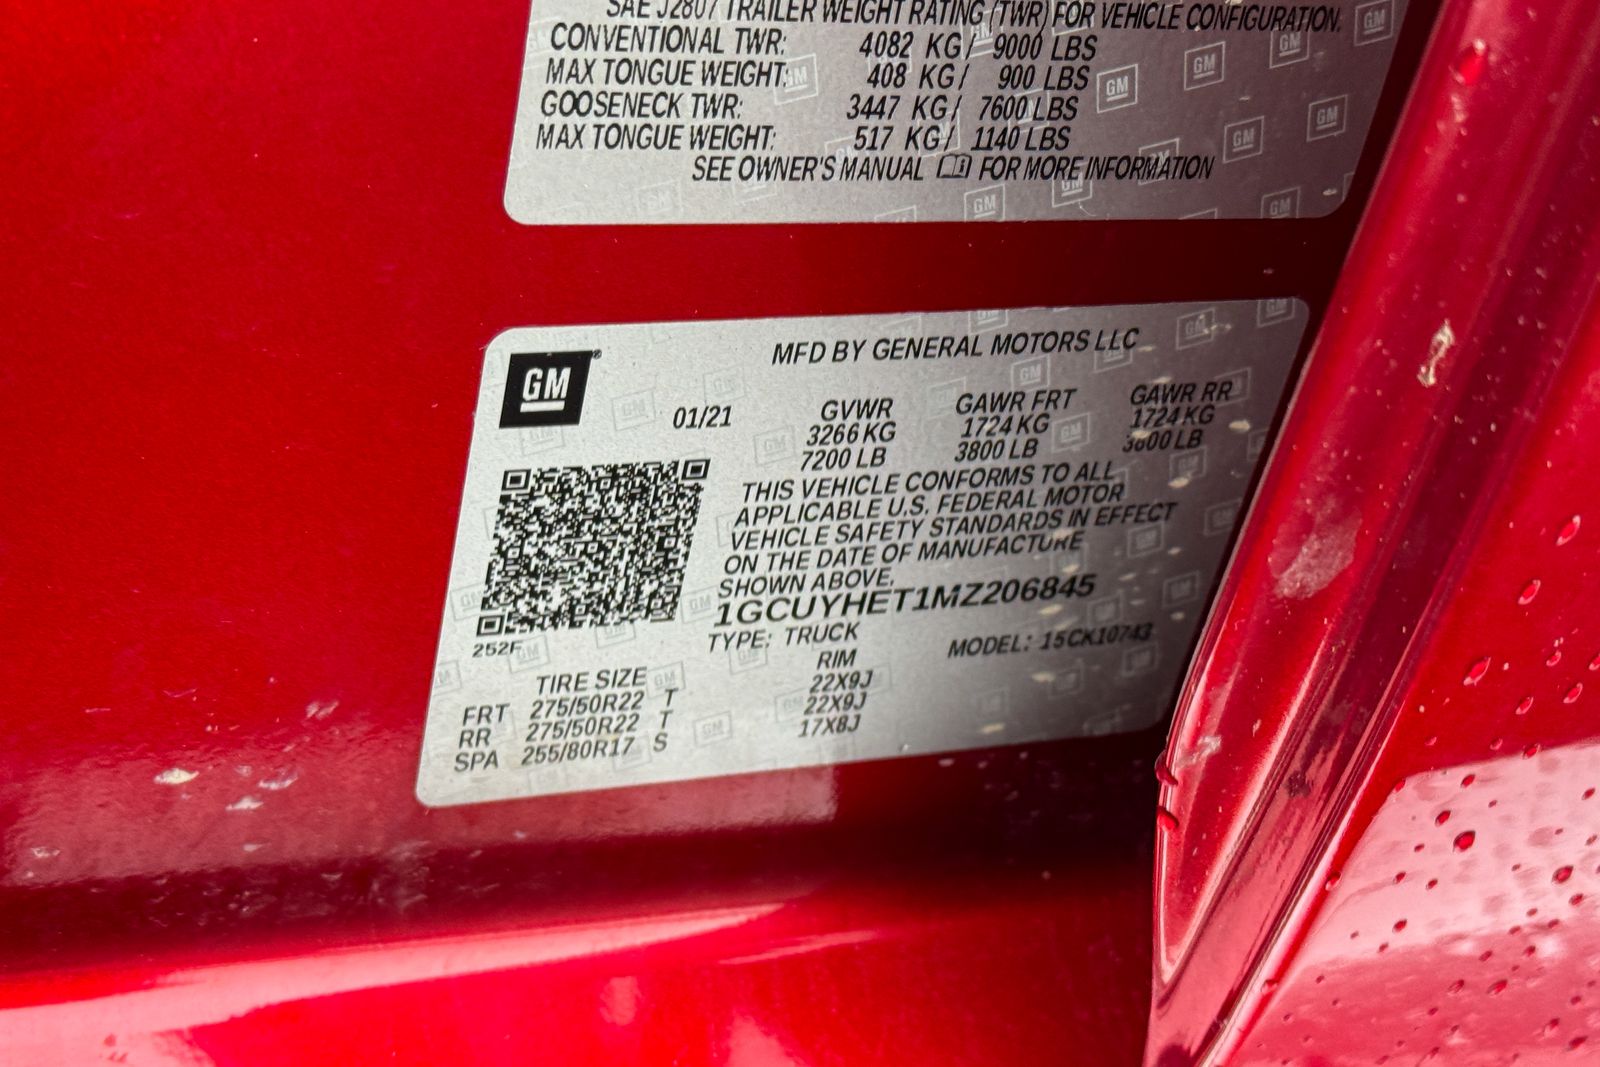 SAE J2807 TRAILER WEIGHT RATING (TWR) FOR VEHICLE CONFIGURATION.
CONVENTIONAL TWR: 4082 KG/ 9000 LBS
MAX TONGUE WEIGHT: 408 KG/ 900 LBS
GOOSENECK TWR: 3447 KG/ 7600 LBS
MAX TONGUE WEIGHT: 517 KG/ 1140 LBS
SEE OWNER'S MANUAL FOR MORE INFORMATION
MFD BY GENERAL MOTORS LLC
GM®
01/21
GVWR GAWR FRT GAWR RR
3266 KG 1724 KG 1724 KG
7200 LB 3800 LB 3800 LB
THIS VEHICLE CONFORMS TO ALL
APPLICABLE U.S. FEDERAL MOTOR
VEHICLE SAFETY STANDARDS IN EFFECT
ON THE DATE OF MANUFACTURE
SHOWN ABOVE.
1GCUYHET1MZ206845
252F
TYPE: TRUCK MODEL: 15CK10743
TIRE SIZE RIM
FRT 275/50R22 T 22X9J
RR 275/50R22 T 22X9J
SPA 255/80R17 S 17X8J